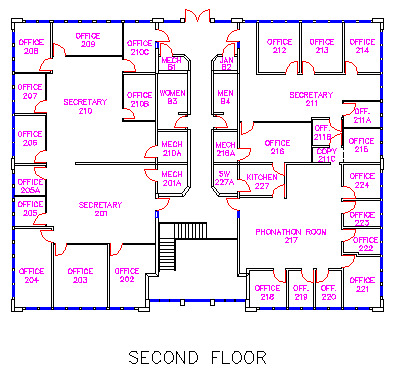 OFFICE
208
OFFICE
209
OFFICE
210C
MECH
B1
JAN
B2
OFFICE
212
OFFICE
213
OFFICE
214
OFFICE
207
SECRETARY
210
OFFICE
210B
WOMEN
B3
MEN
B4
SECRETARY
211
OFF.
211A
OFFICE
206
OFF.
211B
OFFICE
215
MECH
210A
MECH
216A
OFFICE
216
COPY
211C
OFFICE
205A
MECH
201A
SW
227A
KITCHEN
227
OFFICE
224
OFFICE
205
SECRETARY
201
OFFICE
223
PHONATHON ROOM
217
OFFICE
222
OFFICE
204
OFFICE
203
OFFICE
202
OFFICE
218
OFF.
219
OFF.
220
OFFICE
221
SECOND FLOOR